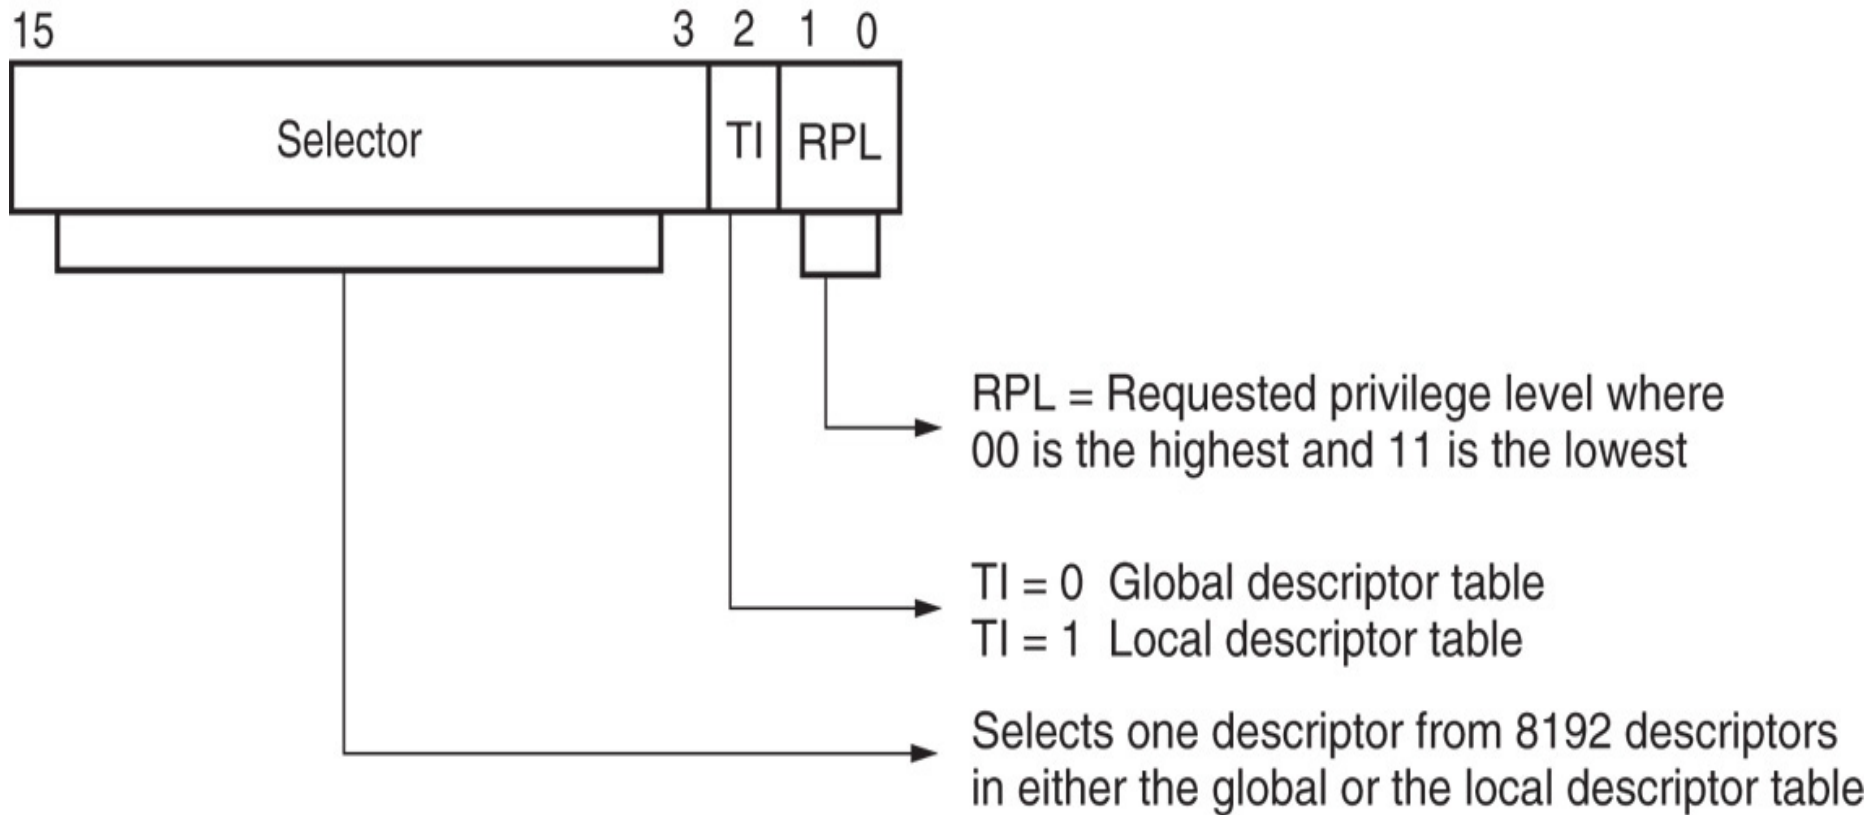 15 3 2 1 0
Selector TI RPL
RPL = Requested privilege level where
00 is the highest and 11 is the lowest
TI = 0 Global descriptor table
TI = 1 Local descriptor table
Selects one descriptor from 8192 descriptors
in either the global or the local descriptor table